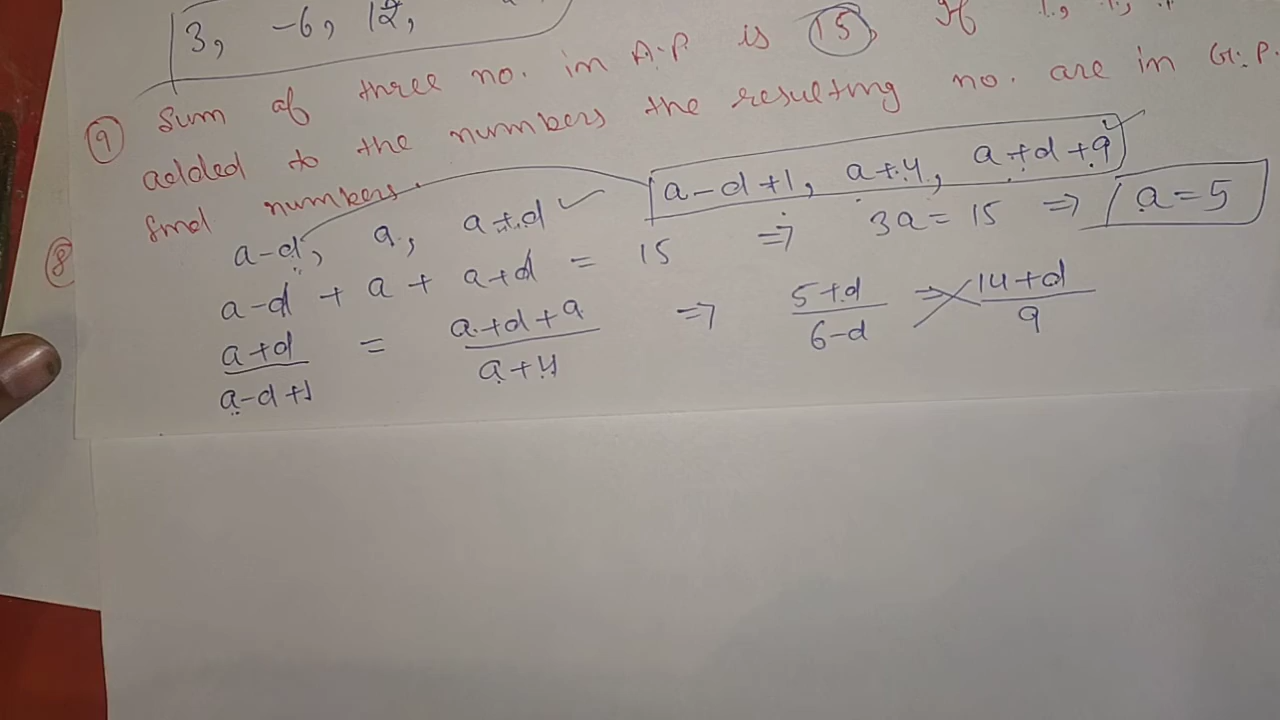 3, -6, 12,
9 Sum of three no. in A.P is 15, If
added to the numbers the resulting no. are in G.P.
find numbers.
8
a-d, a, a+d ✓ a-d+1, a+4, a+d+9
a-d + a + a+d = 15 ⇒ 3a = 15 ⇒ a=5
a+d/a-d+1 = a+d+9/a+4 ⇒ 5+d/6-d = 14+d/9